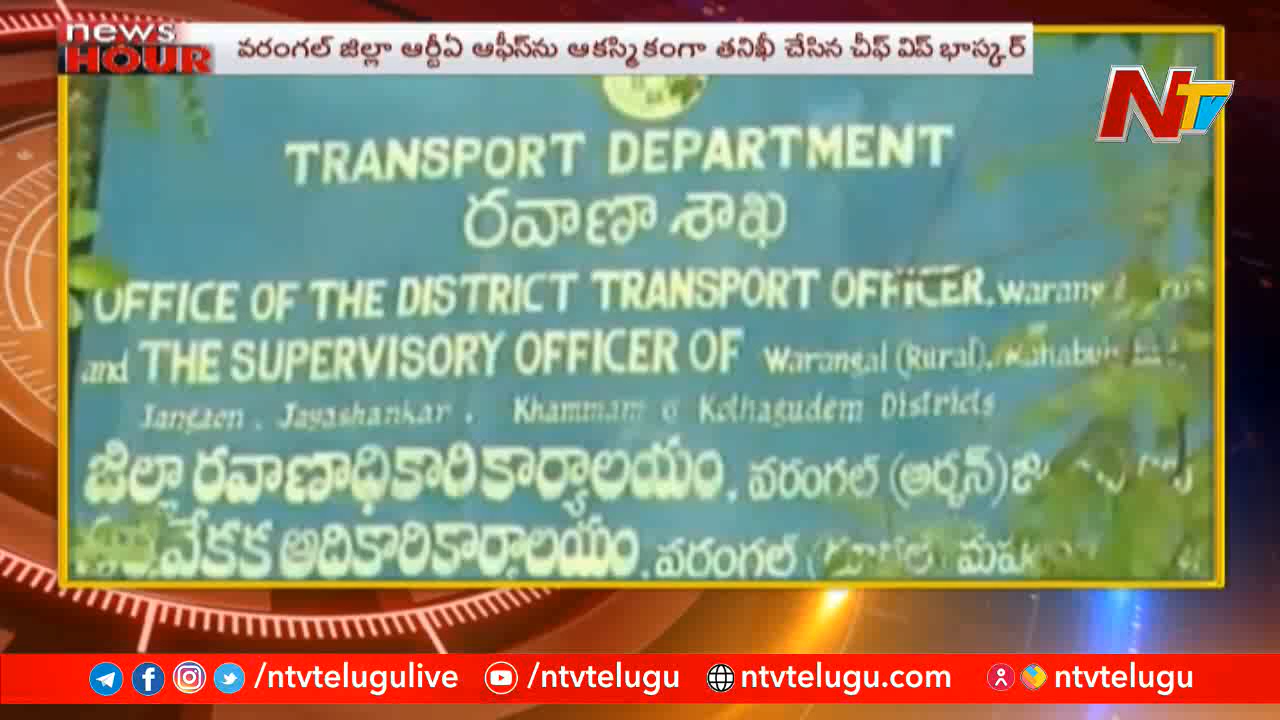 news
HOUR
వరంగల్ జిల్లా ఆర్టీఏ ఆఫీస్‌ను ఆకస్మికంగా తనిఖీ చేసిన చీఫ్ విప్ భాస్కర్
NTV
TRANSPORT DEPARTMENT
రవాణా శాఖ
OFFICE OF THE DISTRICT TRANSPORT OFFICER,
and THE SUPERVISORY OFFICER OF Warangal (Rural),
Jangaon, Jayashankar, Khammam & Kothagudem Districts
జిల్లా రవాణాధికారి కార్యాలయం, వరంగల్ (అర్బన్)
అదికారి కార్యాలయం, వరంగల్
/ntvtelugulive
/ntvtelugu
ntvtelugu.com
ntvtelugu